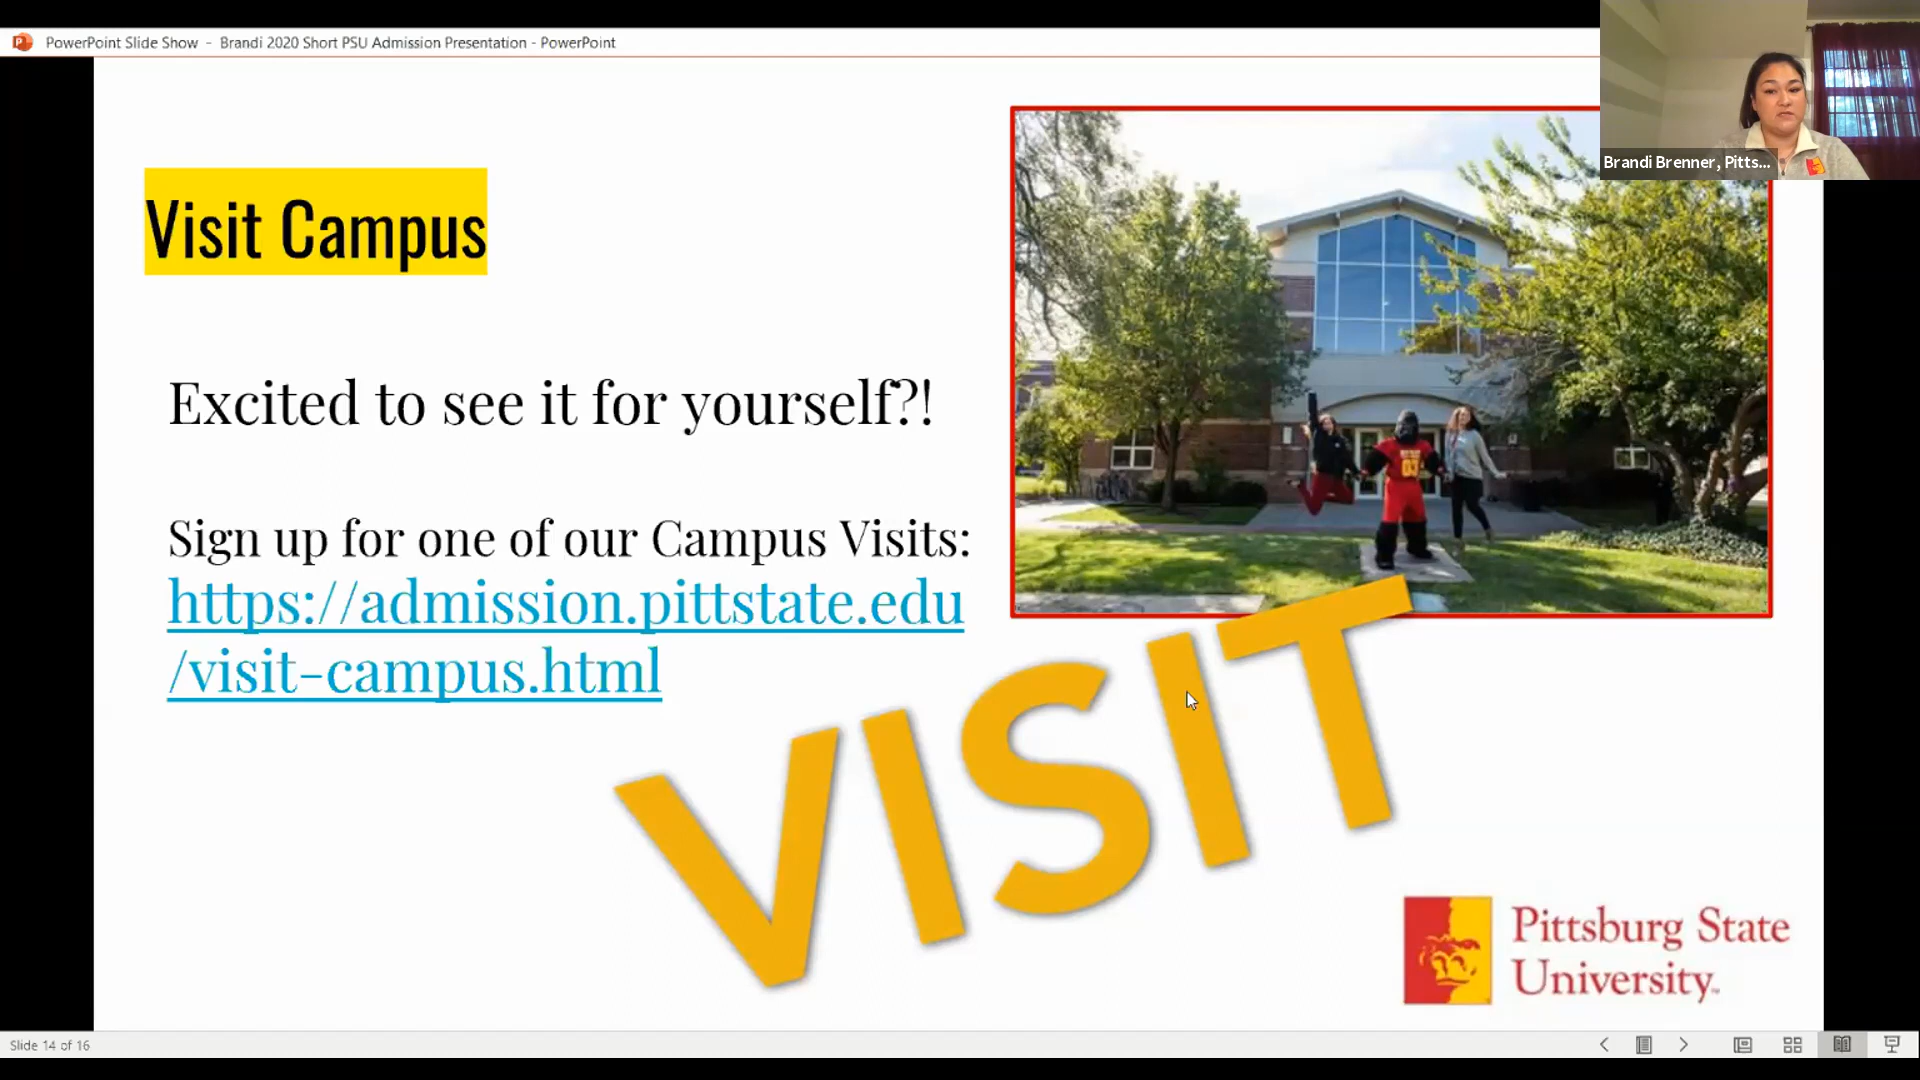 PowerPoint Slide Show - Brandi 2020 Short PSU Admission Presentation - PowerPoint
Brandi Brenner, Pitts...
Visit Campus
Excited to see it for yourself?!
Sign up for one of our Campus Visits:
https://admission.pittstate.edu
/visit-campus.html
03
VISIT
Pittsburg State
University
Slide 14 of 16